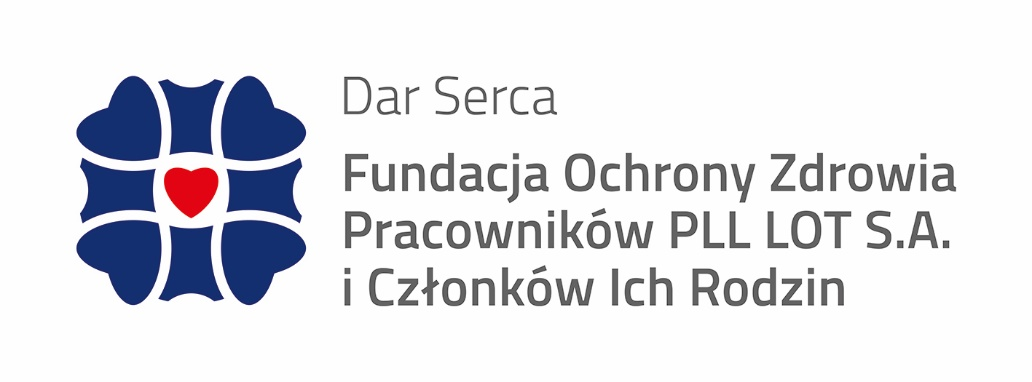 Dar Serca
Fundacja Ochrony Zdrowia
Pracowników PLL LOT S.A.
i Członków Ich Rodzin